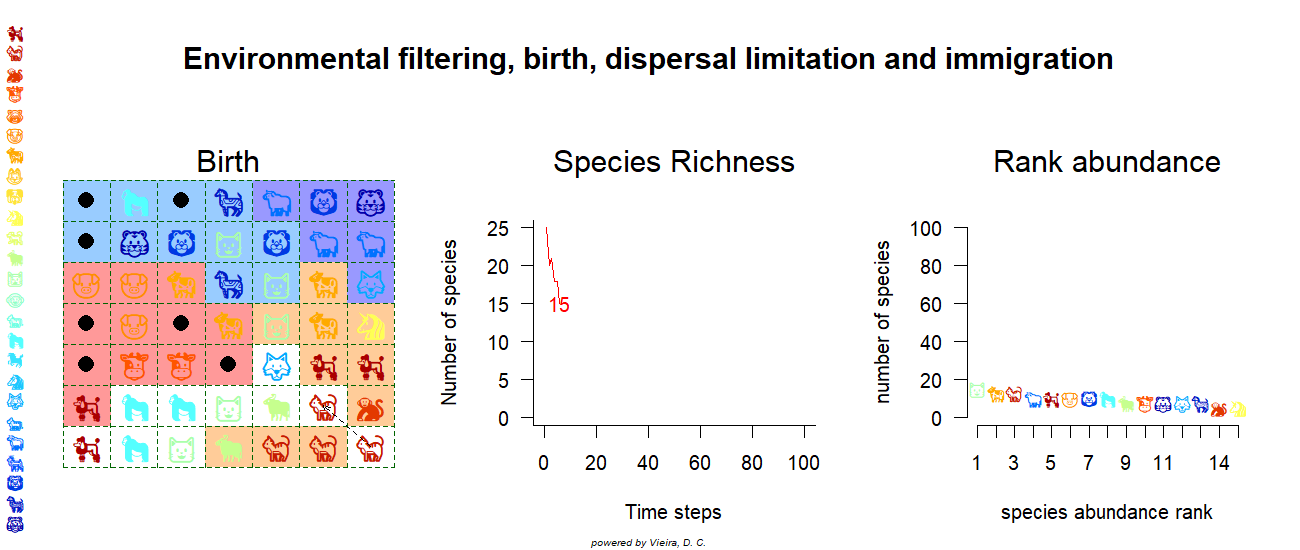 Environmental filtering, birth, dispersal limitation and immigration
Birth
Species Richness
Rank abundance
Number of species
25
20
15
10
5
0
15
0 20 40 60 80 100
Time steps
number of species
100
80
60
40
20
0
1 3 5 7 9 11 14
species abundance rank
powered by Vieira, D. C.